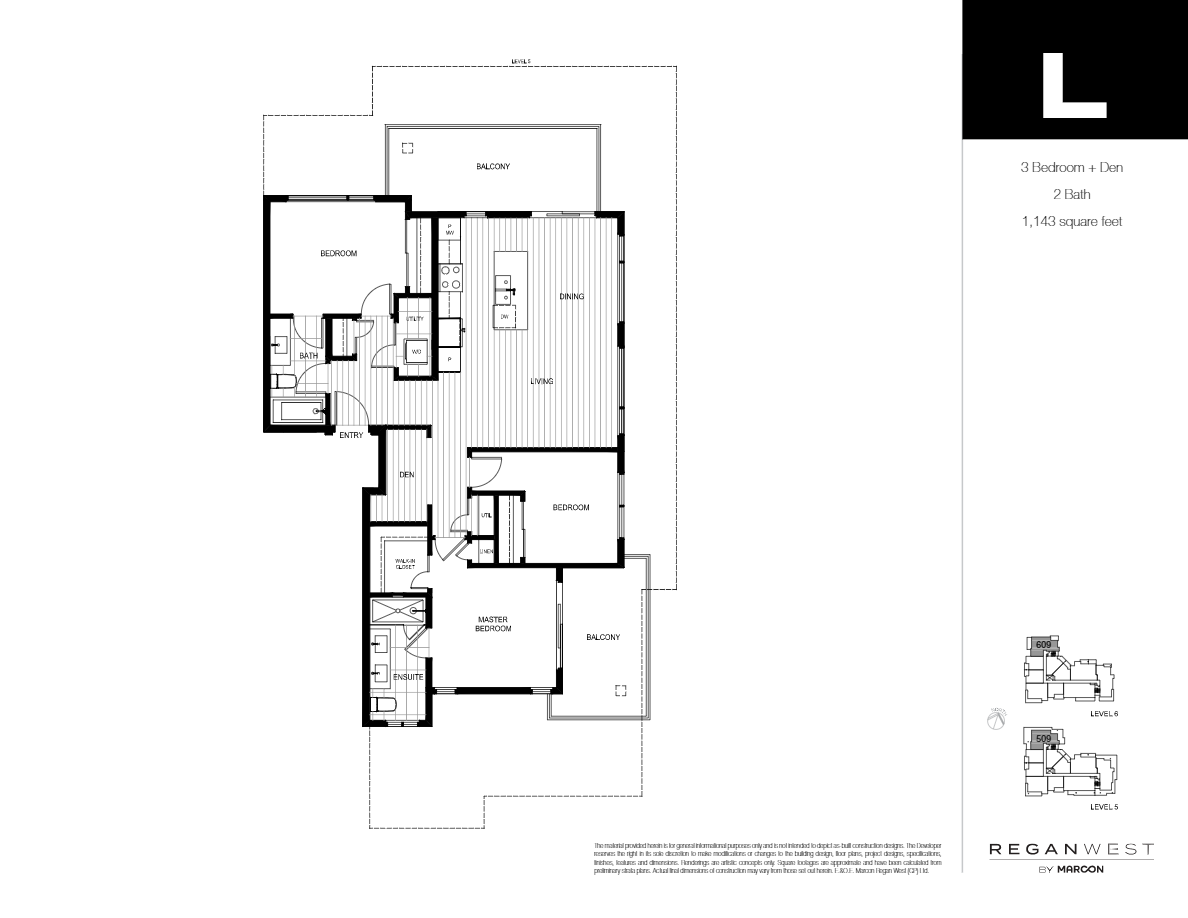 L
3 Bedroom + Den
2 Bath
1,143 square feet
LEVEL 5
BALCONY
BEDROOM
P
MW
DINING
DW
UTILITY
W/D
P
BATH
LIVING
ENTRY
DEN
BEDROOM
UTIL
LINEN
WALK-IN
CLOSET
MASTER
BEDROOM
BALCONY
ENSUITE
609
LEVEL 6
509
LEVEL 5
The material provided herein is for general informational purposes only and is not intended to depict as-built construction designs. The Developer
reserves the right in its sole discretion to make modifications or changes to the building design, floor plans, project designs, specifications,
finishes, features and dimensions. Renderings are artistic concepts only. Square footages are approximate and have been calculated from
preliminary strata plans. Actual final dimensions of construction may vary from those set out herein. E.&O.E. Marcon Regan West (GP) Ltd.
REGANWEST
BY MARCON